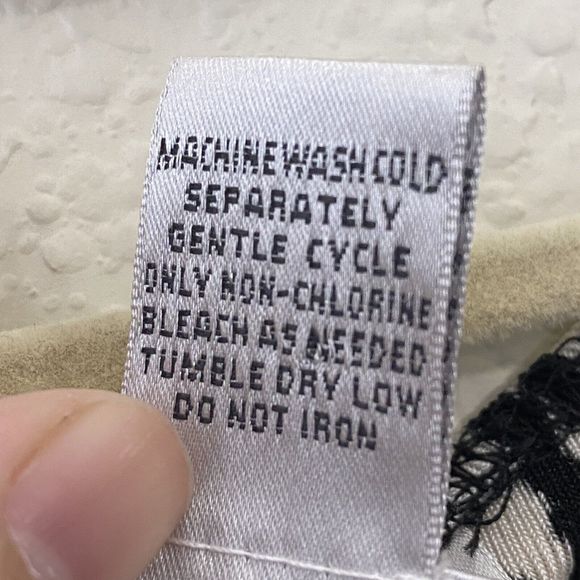 MACHINE WASH COLD
SEPARATELY
GENTLE CYCLE
ONLY NON-CHLORINE
BLEACH AS NEEDED
TUMBLE DRY LOW
DO NOT IRON